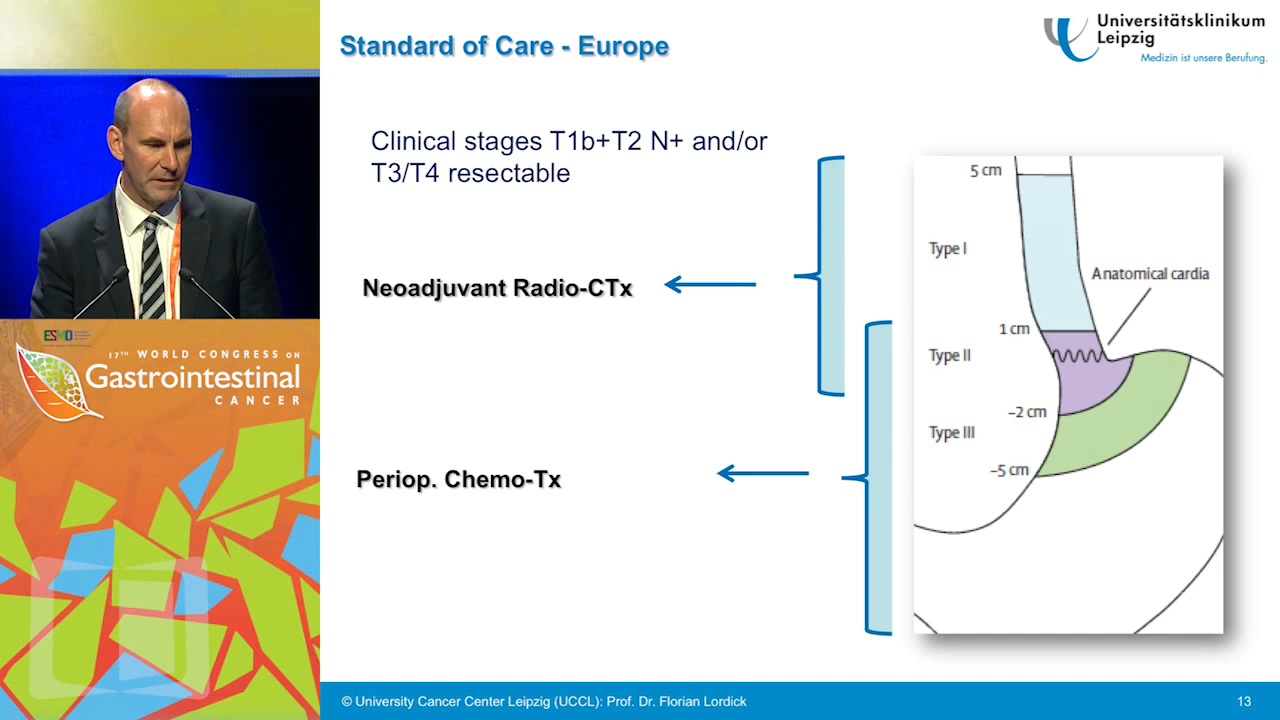 Standard of Care - Europe
Universitätsklinikum
Leipzig
Medizin ist unsere Berufung.
Clinical stages T1b+T2 N+ and/or
T3/T4 resectable
Neoadjuvant Radio-CTx
Periop. Chemo-Tx
5 cm
Type I
Anatomical cardia
1 cm
Type II
–2 cm
Type III
–5 cm
ESMO
17TH WORLD CONGRESS ON
Gastrointestinal
CANCER
© University Cancer Center Leipzig (UCCL): Prof. Dr. Florian Lordick
13